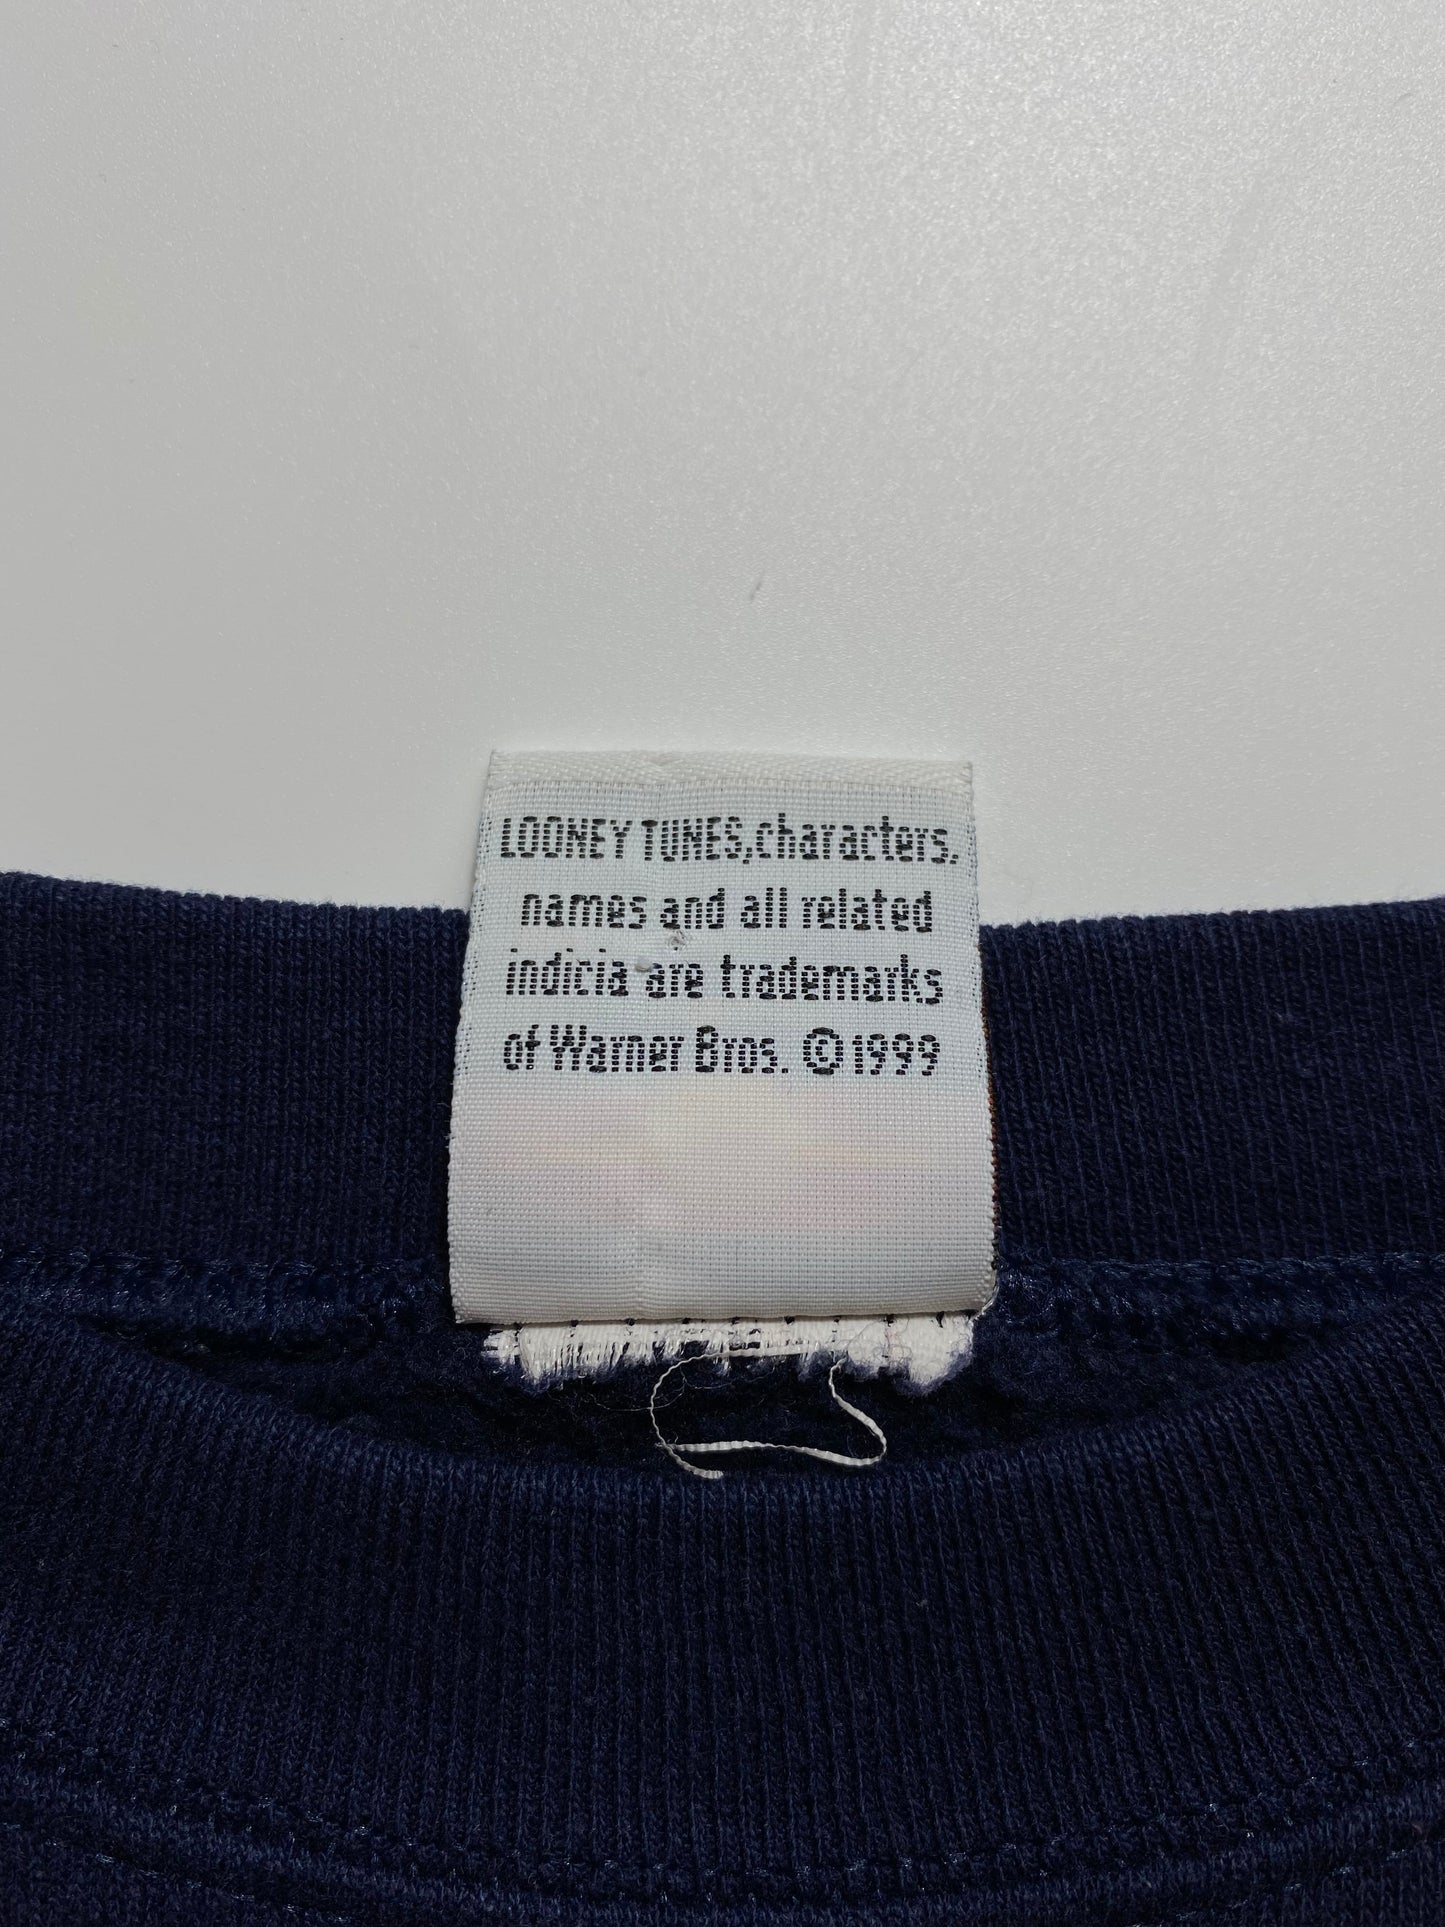 LOONEY TUNES, characters,
names and all related
indicia are trademarks
of Warner Bros. ©1999